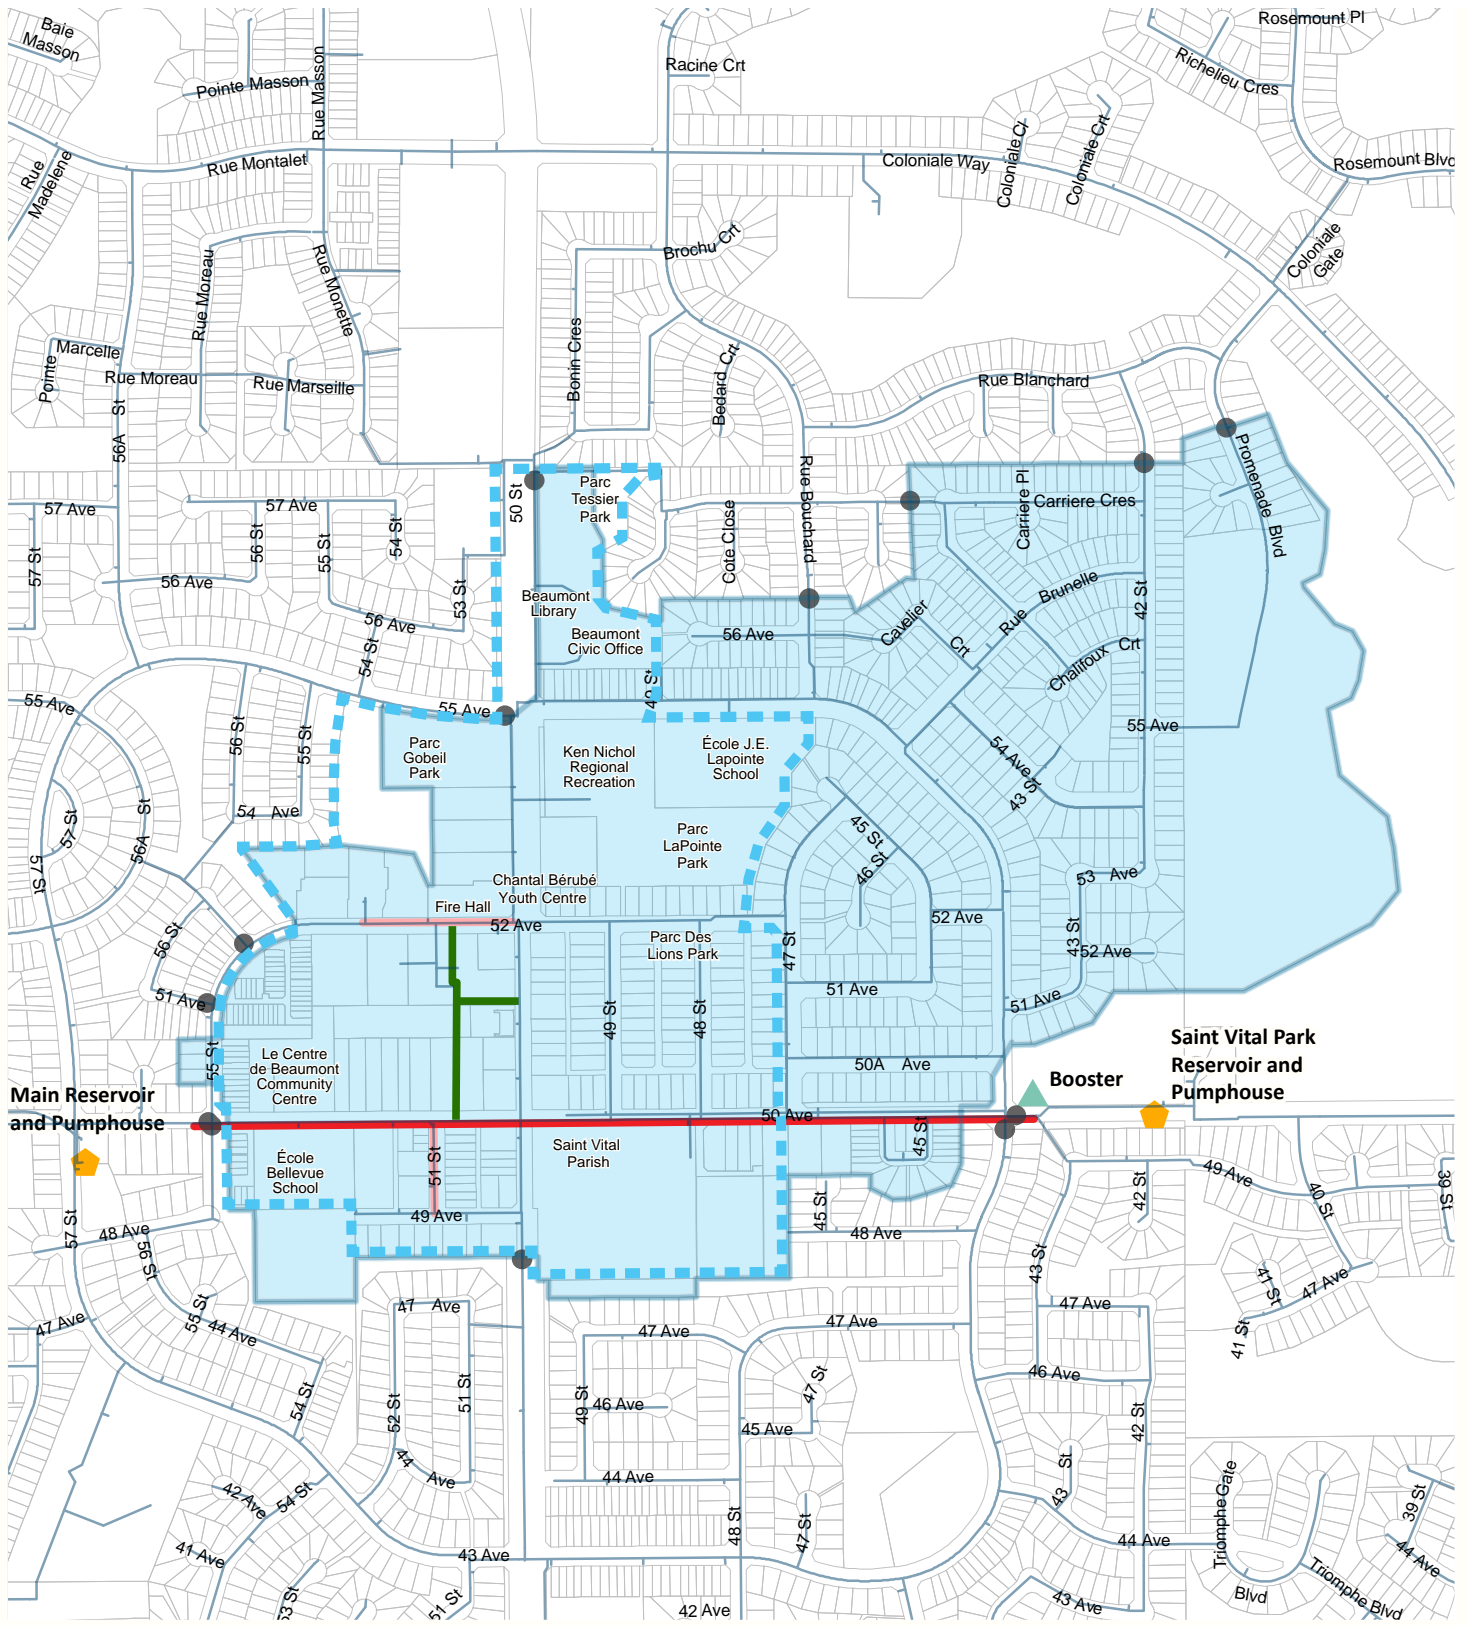 Baie
Masson
Pointe Masson
Rue Masson
Racine Crt
Rosemount Pl
Richelieu Cres
Rue
Madelene
Rue Montalet
Coloniale Way
Coloniale Cl
Coloniale Crt
Rosemount Blvd
Coloniale
Gate
Rue Moreau
Rue Monette
Brochu Crt
Bonin Cres
Bedard Crt
Marcelle
Pointe
Rue Moreau
Rue Marseille
Rue Blanchard
56A St
57 Ave
57 Ave
57 St
56 St
55 St
54 St
56 Ave
56 Ave
53 St
54 St
50 St
Parc
Tessier
Park
Cote Close
Rue Bouchard
Carriere Pl
Carriere Cres
Promenade Blvd
Beaumont
Library
Beaumont
Civic Office
56 Ave
Cavelier
Crt
Rue Brunelle
42 St
Chalifoux Crt
49 St
55 Ave
55 Ave
55 Ave
56 St
55 St
54 Ave
57 St
56A St
57 St
Parc
Gobeil
Park
Ken Nichol
Regional
Recreation
École J.E.
Lapointe
School
Parc
LaPointe
Park
54 Ave
43 St
45 St
46 St
53 Ave
43 St
52 Ave
52 Ave
51 Ave
Chantal Bérubé
Youth Centre
Fire Hall
52 Ave
Parc Des
Lions Park
47 St
56 St
51 Ave
55 St
49 St
48 St
51 Ave
50A Ave
50 Ave
45 St
Le Centre
de Beaumont
Community
Centre
Main Reservoir
and Pumphouse
Saint Vital Park
Reservoir and
Pumphouse
Booster
École
Bellevue
School
51 St
49 Ave
Saint Vital
Parish
45 St
48 Ave
42 St
49 Ave
40 St
39 St
43 St
57 St
48 Ave
56 St
55 St
44 Ave
47 Ave
54 St
47 Ave
52 St
51 St
44 Ave
47 Ave
47 Ave
49 St
46 Ave
47 St
45 Ave
44 Ave
48 St
47 St
47 Ave
46 Ave
42 St
43 St
44 Ave
41 St
47 Ave
41 St
42 Ave
54 St
41 Ave
53 St
43 Ave
51 St
42 Ave
43 Ave
Triomphe Gate
Blvd
Triomphe Blvd
39 St
44 Ave